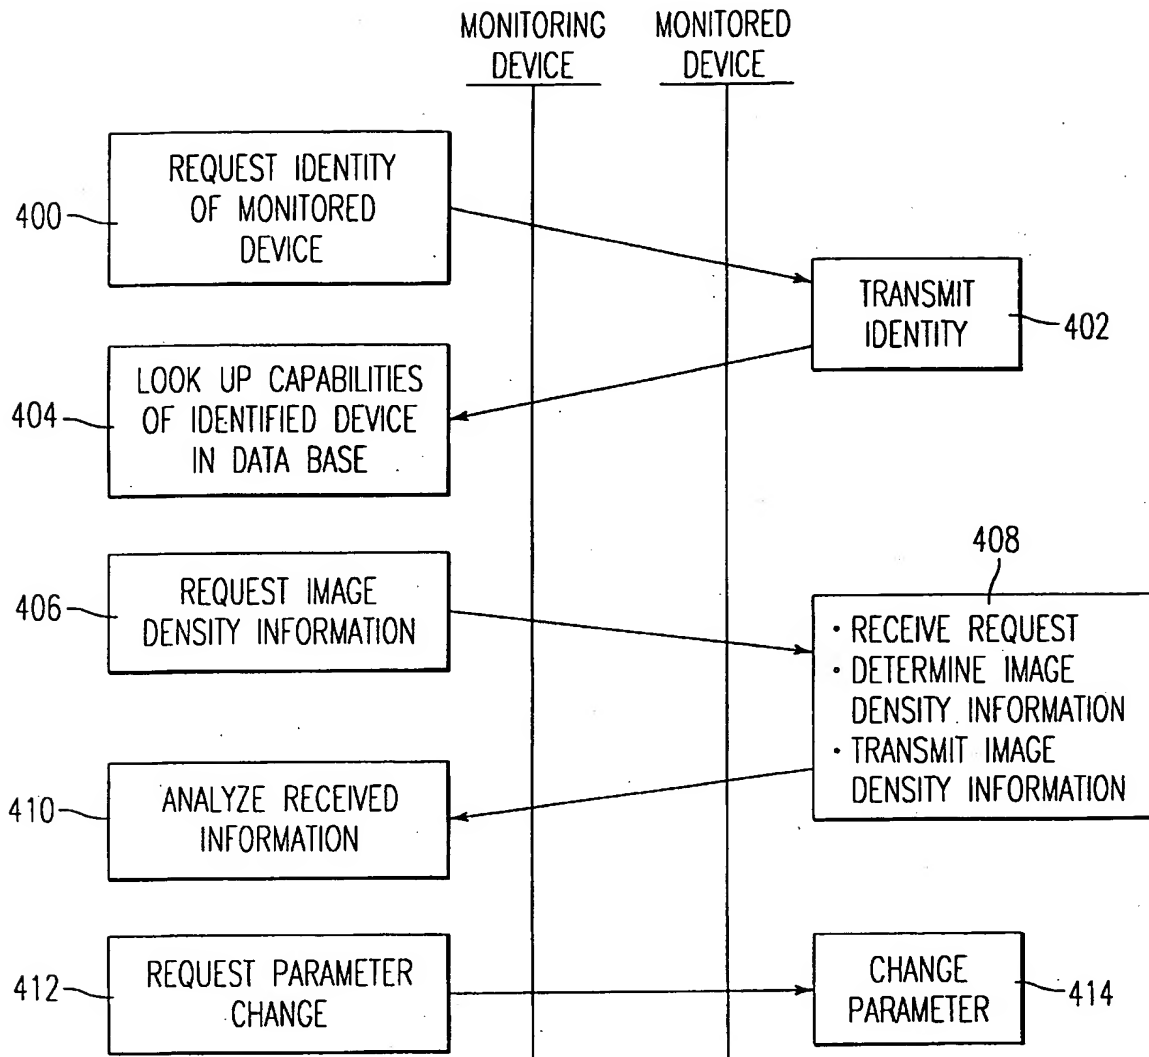 MONITORING DEVICE
MONITORED DEVICE
400
REQUEST IDENTITY
OF MONITORED
DEVICE
TRANSMIT
IDENTITY
402
404
LOOK UP CAPABILITIES
OF IDENTIFIED DEVICE
IN DATA BASE
406
REQUEST IMAGE
DENSITY INFORMATION
408
· RECEIVE REQUEST
· DETERMINE IMAGE
DENSITY INFORMATION
· TRANSMIT IMAGE
DENSITY INFORMATION
410
ANALYZE RECEIVED
INFORMATION
412
REQUEST PARAMETER
CHANGE
CHANGE
PARAMETER
414